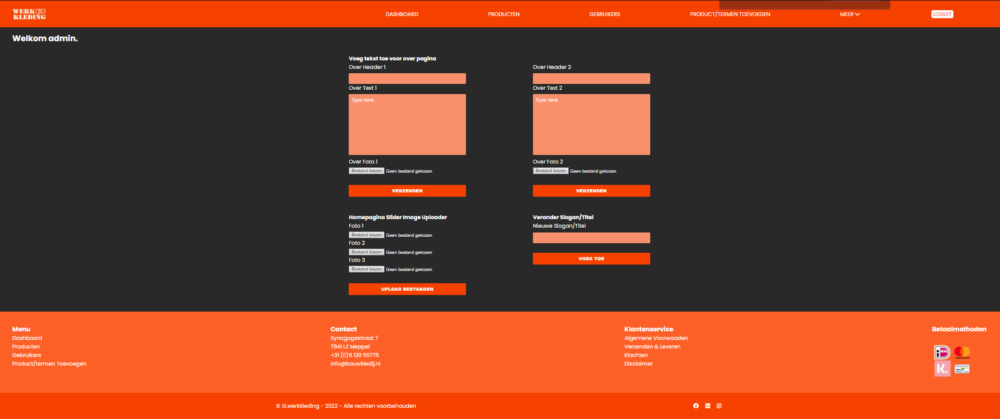 WERK XL
KLEDING
DASHBOARD
PRODUCTEN
GEBRUIKERS
PRODUCT/TERMEN TOEVOEGEN
MEER
LOGUIT
Welkom admin.
Voeg tekst toe voor over pagina
Over Header 1
Over Text 1
Type Here
Over Foto 1
Bestand kiezen Geen bestand gekozen
VERZENDEN
Over Header 2
Over Text 2
Type Here
Over Foto 2
Bestand kiezen Geen bestand gekozen
VERZENDEN
Homepagina Slider Image Uploader
Foto 1
Bestand kiezen Geen bestand gekozen
Foto 2
Bestand kiezen Geen bestand gekozen
Foto 3
Bestand kiezen Geen bestand gekozen
UPLOAD BESTANDEN
Verander Slogan/Titel
Nieuwe Slogan/Titel
VOEG TOE
Menu
Dashboard
Producten
Gebruikers
Product/termen Toevoegen
Contact
Synagogestraat 7
7941 LZ Meppel
+31 (0)6 120 55775
info@bouwkledij.nl
Klantenservice
Algemene Voorwaaden
Verzenden & Leveren
Klachten
Disclaimer
Betaalmethoden
iDEAL
K.
© XLwerkkleding - 2022 - Alle rechten voorbehouden